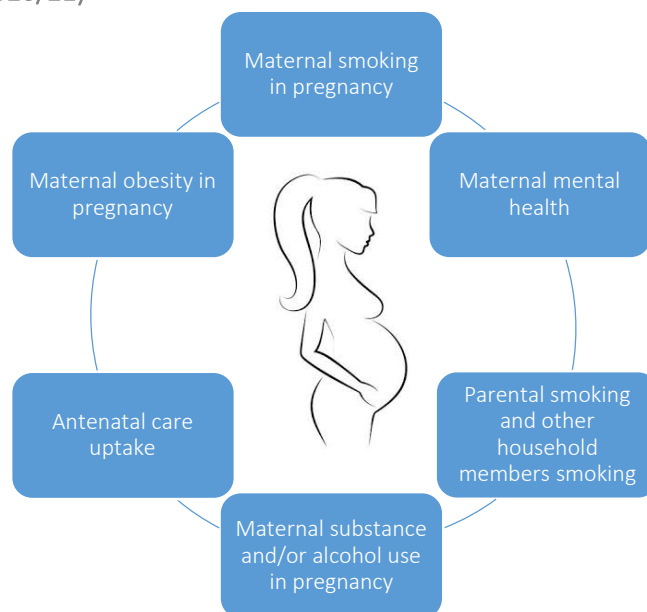 Maternal smoking
in pregnancy
Maternal mental
health
Parental smoking
and other
household
members smoking
Maternal substance
and/or alcohol use
in pregnancy
Antenatal care
uptake
Maternal obesity in
pregnancy